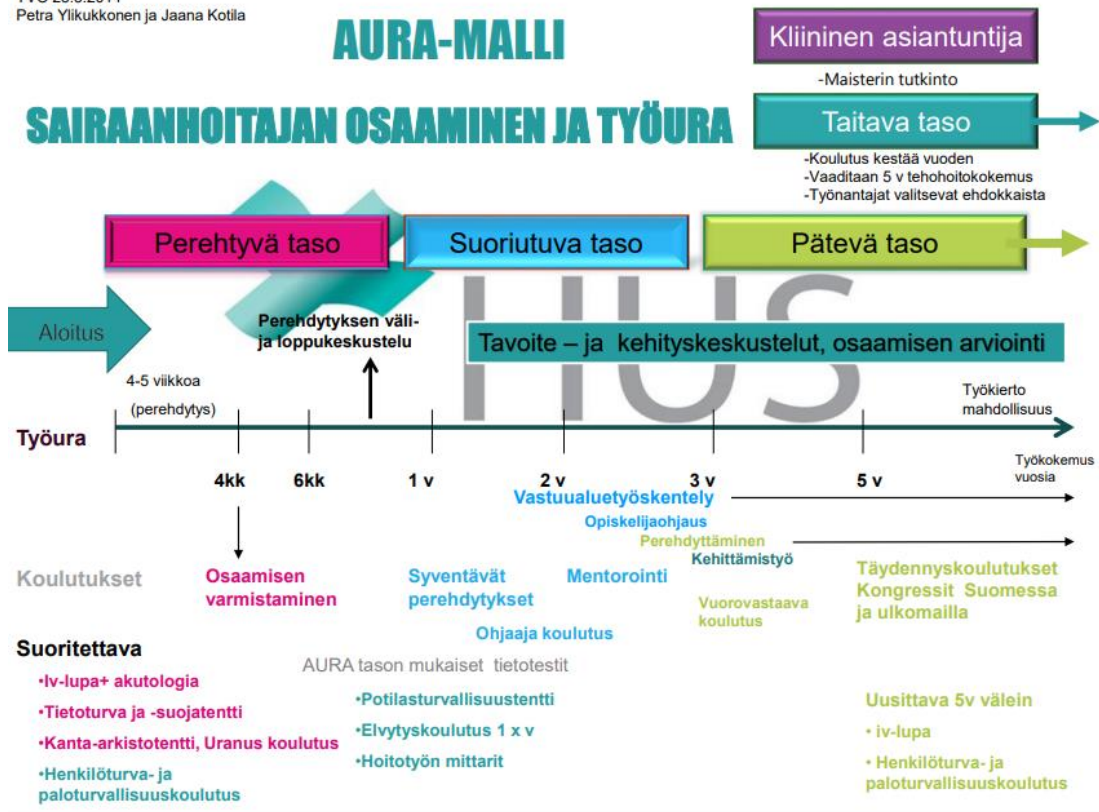 Petra Ylikukkonen ja Jaana Kotila
AURA-MALLI
SAIRAANHOITAJAN OSAAMINEN JA TYÖURA
Kliininen asiantuntija
-Maisterin tutkinto
Taitava taso
-Koulutus kestää vuoden
-Vaaditaan 5 v tehohoitokokemus
-Työnantajat valitsevat ehdokkaista
Perehtyvä taso
Suoriutuva taso
Pätevä taso
HUS
Aloitus
Perehdytyksen väli-
ja loppukeskustelu
Tavoite – ja kehityskeskustelut, osaamisen arviointi
4-5 viikkoa
(perehdytys)
Työkierto
mahdollisuus
Työura
4kk
6kk
1 v
2 v
3 v
5 v
Työkokemus
vuosia
Vastuualuetyöskentely
Opiskelijaohjaus
Perehdyttäminen
Kehittämistyö
Koulutukset
Osaamisen
varmistaminen
Syventävät
perehdytykset
Mentorointi
Ohjaaja koulutus
Vuorovastaava
koulutus
Täydennyskoulutukset
Kongressit Suomessa
ja ulkomailla
Suoritettava
•Iv-lupa+ akutologia
•Tietoturva ja -suojatentti
•Kanta-arkistotentti, Uranus koulutus
•Henkilöturva- ja
paloturvallisuuskoulutus
AURA tason mukaiset tietotestit
•Potilasturvallisuustentti
•Elvytyskoulutus 1 x v
•Hoitotyön mittarit
Uusittava 5v välein
• iv-lupa
• Henkilöturva- ja
paloturvallisuuskoulutus